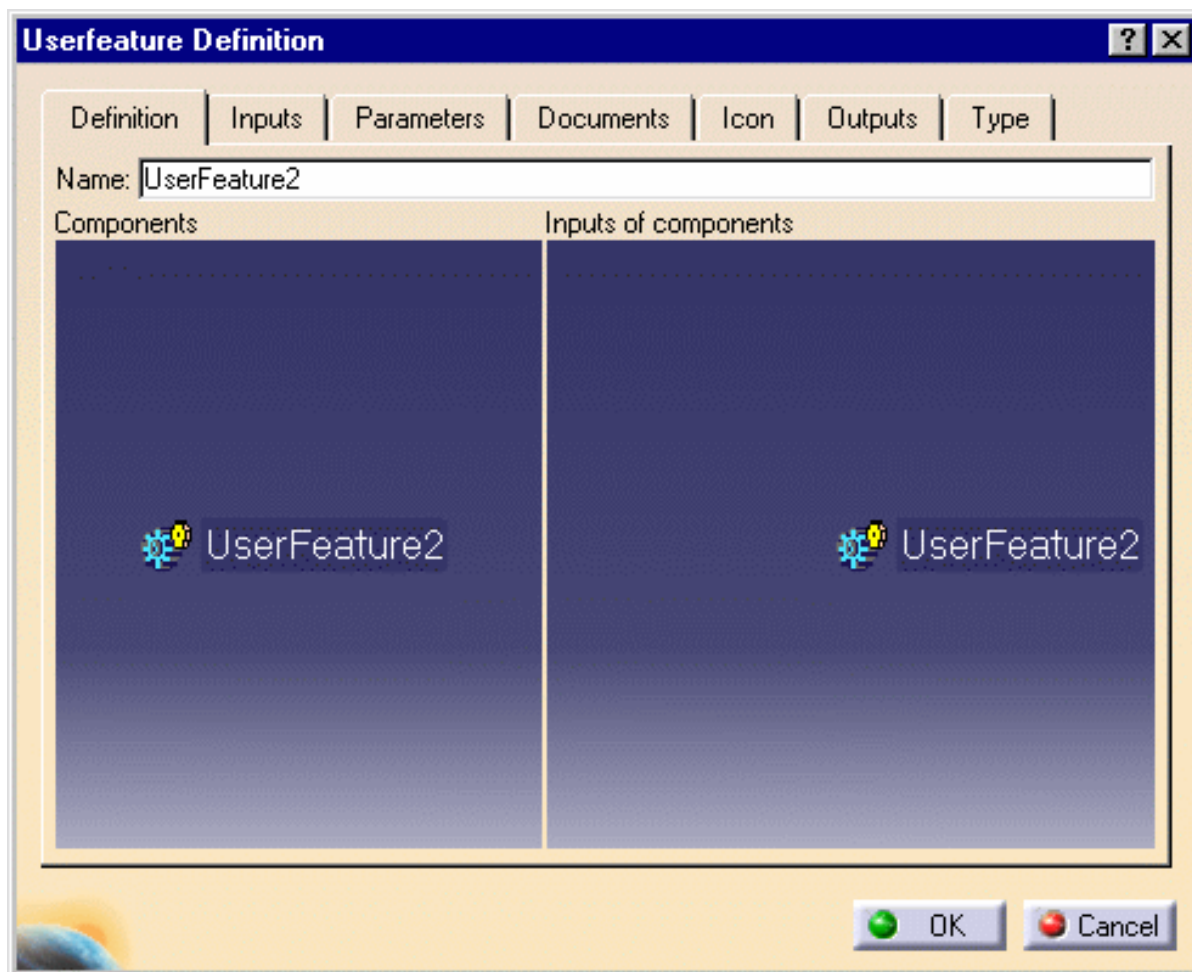 Userfeature Definition ? X
Definition Inputs Parameters Documents Icon Outputs Type
Name: UserFeature2
Components Inputs of components
UserFeature2 UserFeature2
OK Cancel